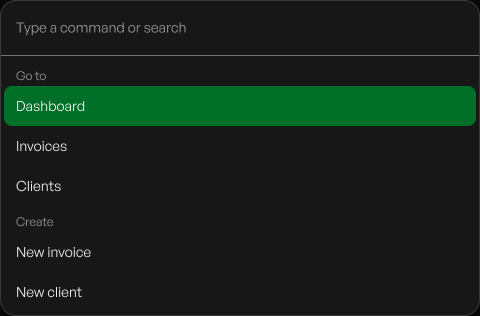 Type a command or search
Go to
Dashboard
Invoices
Clients
Create
New invoice
New client